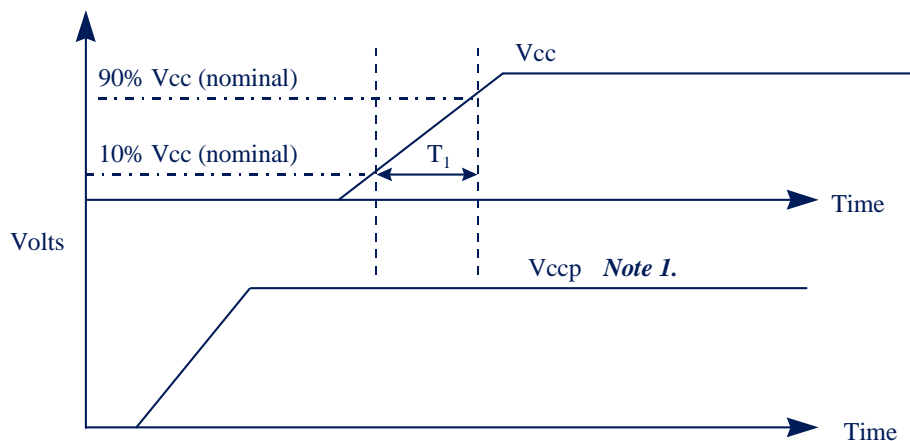 Vcc
90% Vcc (nominal)
10% Vcc (nominal)
T1
Time
Volts
Vccp Note 1.
Time